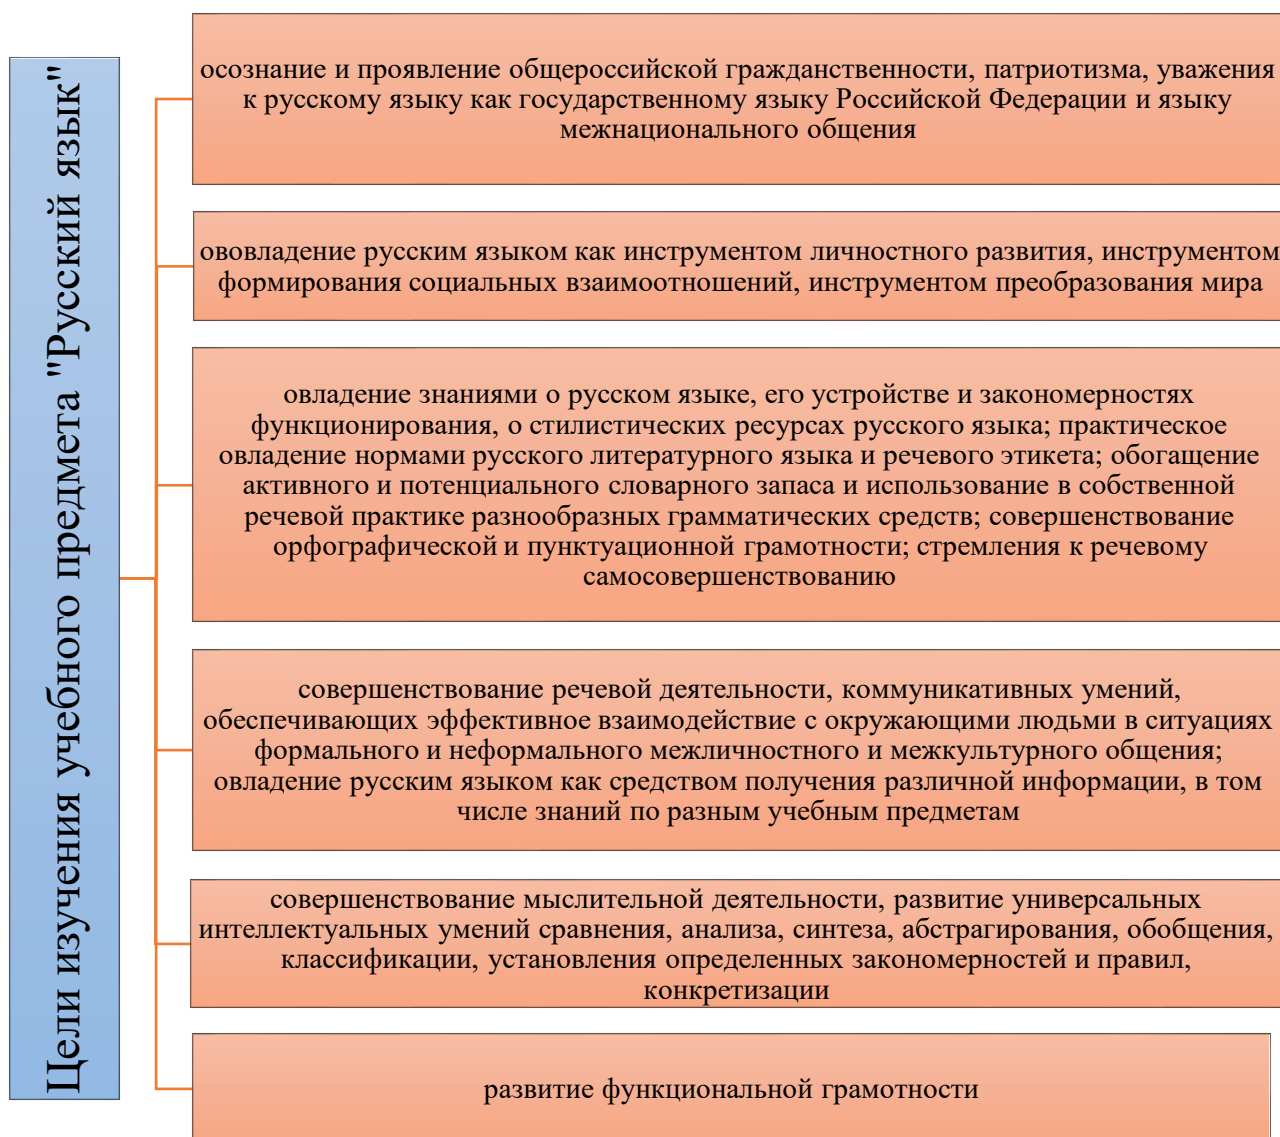 Цели изучения учебного предмета "Русский язык"
осознание и проявление общероссийской гражданственности, патриотизма, уважения
к русскому языку как государственному языку Российской Федерации и языку
межнационального общения
ововладение русским языком как инструментом личностного развития, инструментом
формирования социальных взаимоотношений, инструментом преобразования мира
овладение знаниями о русском языке, его устройстве и закономерностях
функционирования, о стилистических ресурсах русского языка; практическое
овладение нормами русского литературного языка и речевого этикета; обогащение
активного и потенциального словарного запаса и использование в собственной
речевой практике разнообразных грамматических средств; совершенствование
орфографической и пунктуационной грамотности; стремления к речевому
самосовершенствованию
совершенствование речевой деятельности, коммуникативных умений,
обеспечивающих эффективное взаимодействие с окружающими людьми в ситуациях
формального и неформального межличностного и межкультурного общения;
овладение русским языком как средством получения различной информации, в том
числе знаний по разным учебным предметам
совершенствование мыслительной деятельности, развитие универсальных
интеллектуальных умений сравнения, анализа, синтеза, абстрагирования, обобщения,
классификации, установления определенных закономерностей и правил,
конкретизации
развитие функциональной грамотности